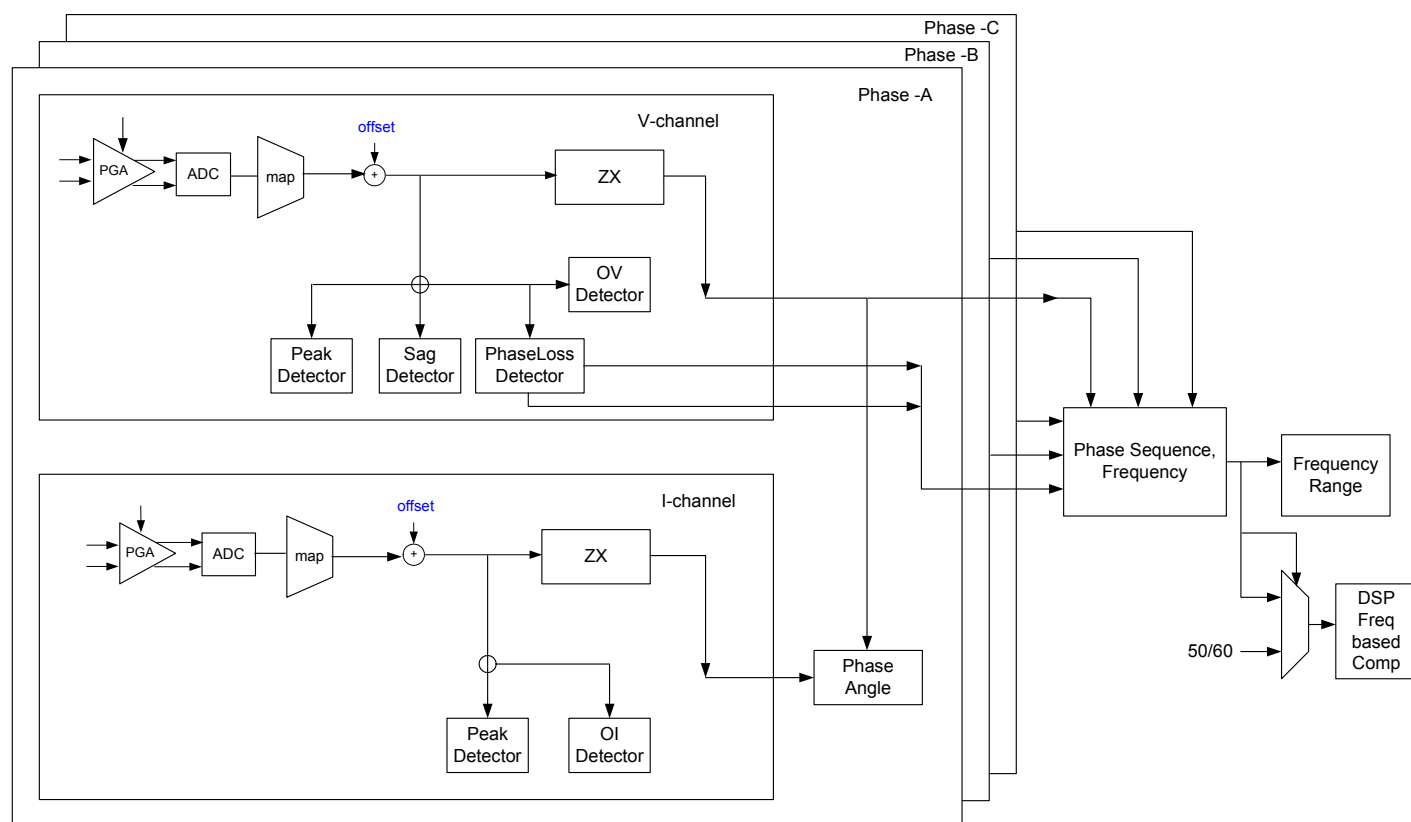 Phase -C
Phase -B
Phase -A
V-channel
offset
PGA
ADC
map
+
ZX
OV
Detector
Peak
Detector
Sag
Detector
PhaseLoss
Detector
Phase Sequence,
Frequency
Frequency
Range
I-channel
offset
PGA
ADC
map
+
ZX
DSP
Freq
based
Comp
50/60
Phase
Angle
Peak
Detector
OI
Detector